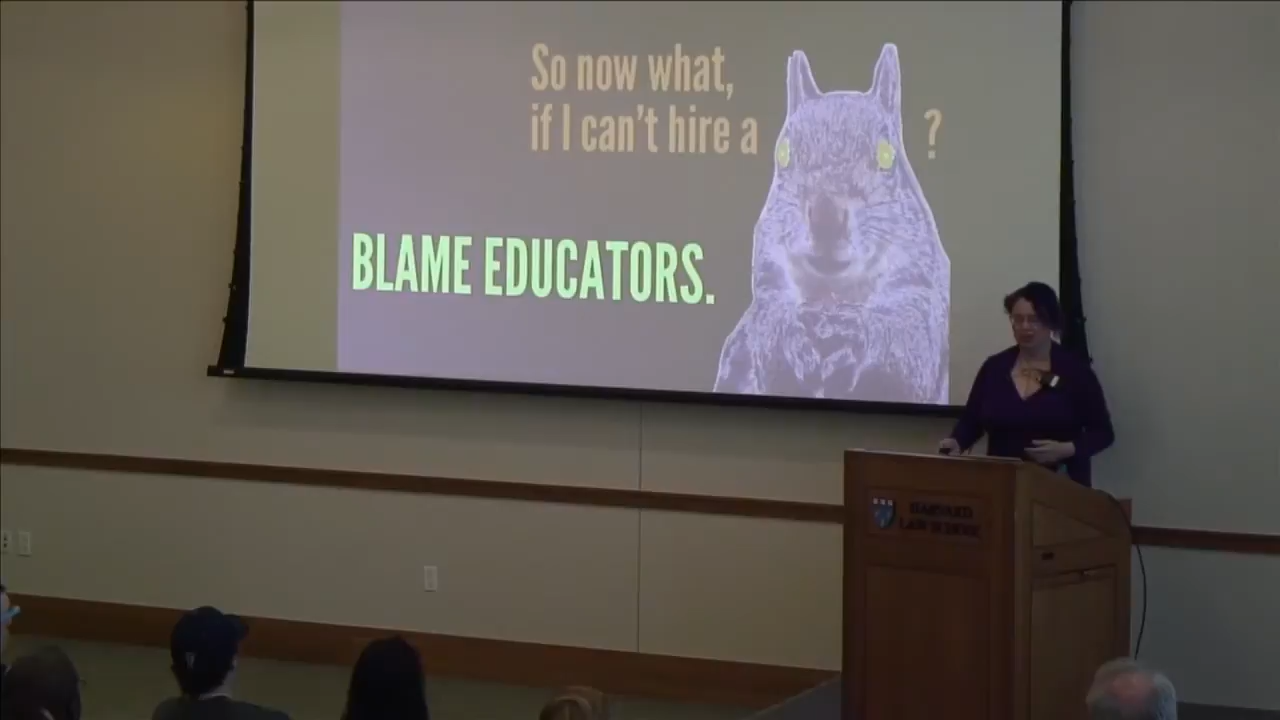 So now what,
if I can't hire a ?
BLAME EDUCATORS.
HARVARD
LAW SCHOOL